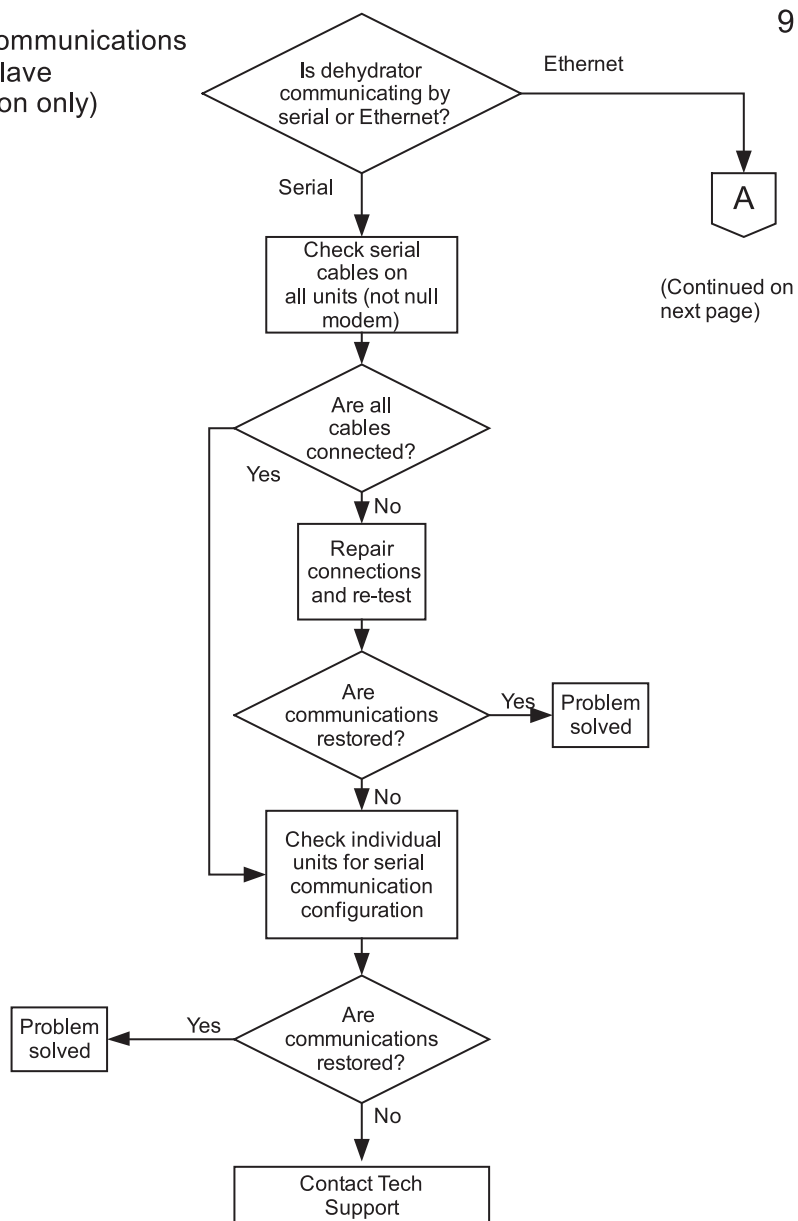 9
ommunications
lave
on only)
Is dehydrator
communicating by
serial or Ethernet?
Ethernet
Serial
A
(Continued on
next page)
Check serial
cables on
all units (not null
modem)
Are all
cables
connected?
Yes
No
Repair
connections
and re-test
Are
communications
restored?
Yes
Problem
solved
No
Check individual
units for serial
communication
configuration
Are
communications
restored?
Yes
Problem
solved
No
Contact Tech
Support